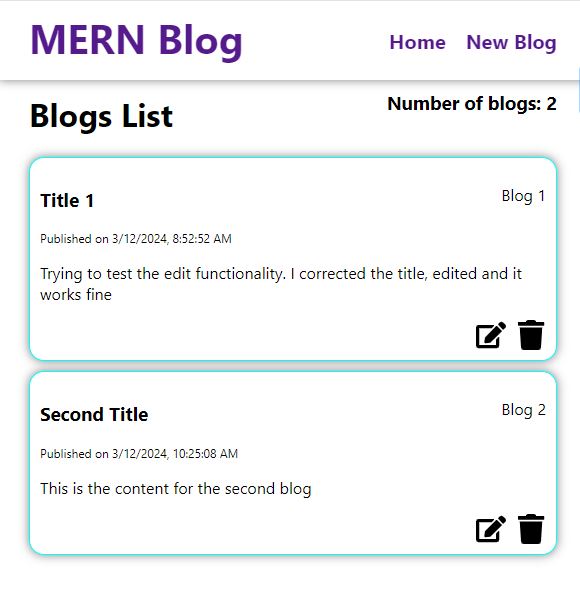 MERN Blog
Home New Blog
Blogs List
Number of blogs: 2
Title 1
Blog 1
Published on 3/12/2024, 8:52:52 AM
Trying to test the edit functionality. I corrected the title, edited and it
works fine
Second Title
Blog 2
Published on 3/12/2024, 10:25:08 AM
This is the content for the second blog